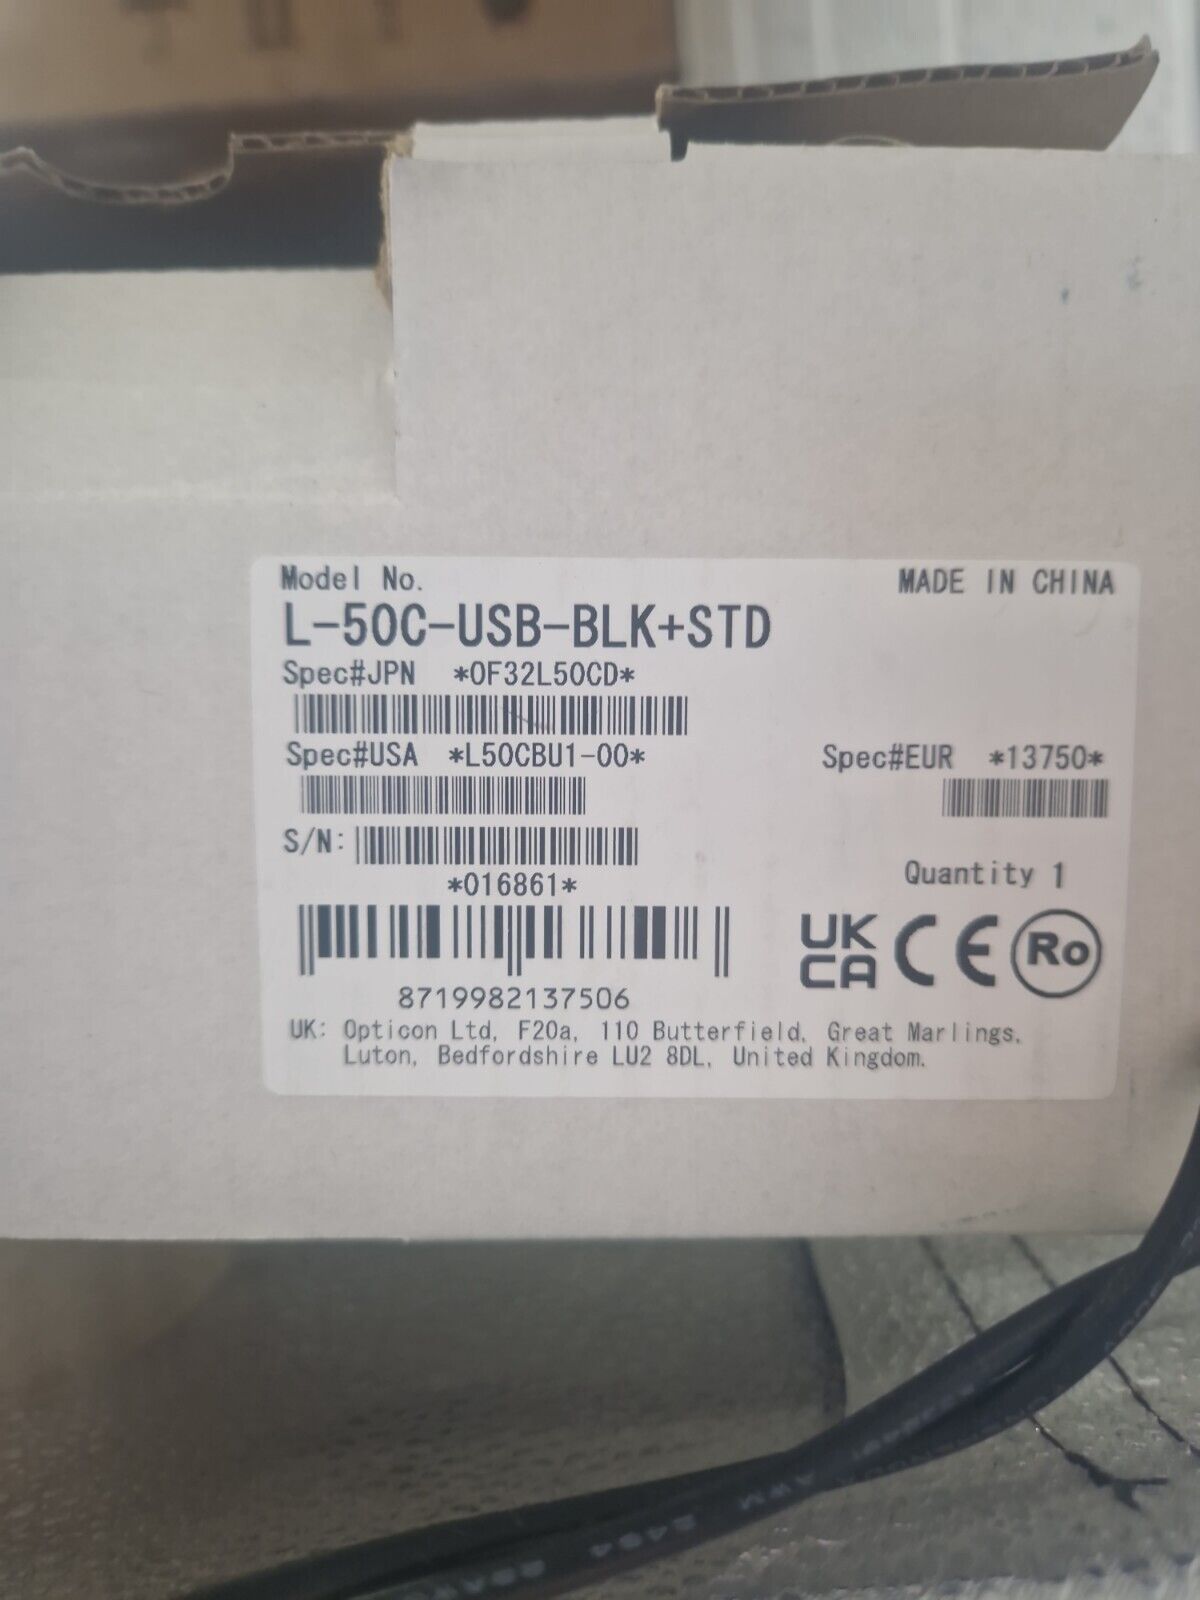 Model No.
MADE IN CHINA
L-50C-USB-BLK+STD
Spec#JPN *0F32L50CD*
Spec#USA *L50CBU1-00*
Spec#EUR *13750*
S/N:
*016861*
Quantity 1
UK
CA CE Ro
8719982137506
UK: Opticon Ltd, F20a, 110 Butterfield, Great Marlings,
Luton, Bedfordshire LU2 8DL, United Kingdom.
AWM 2464